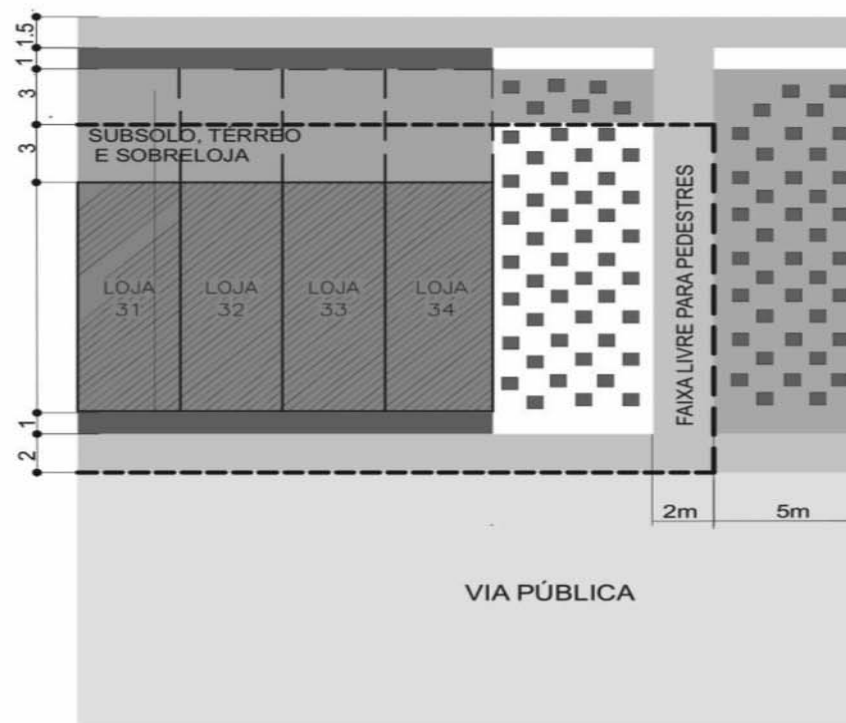 1.5
1
3
3
SUBSOLO, TÉRREO
E SOBRELOJA
LOJA
31
LOJA
32
LOJA
33
LOJA
34
FAIXA LIVRE PARA PEDESTRES
1
2
2m
5m
VIA PÚBLICA